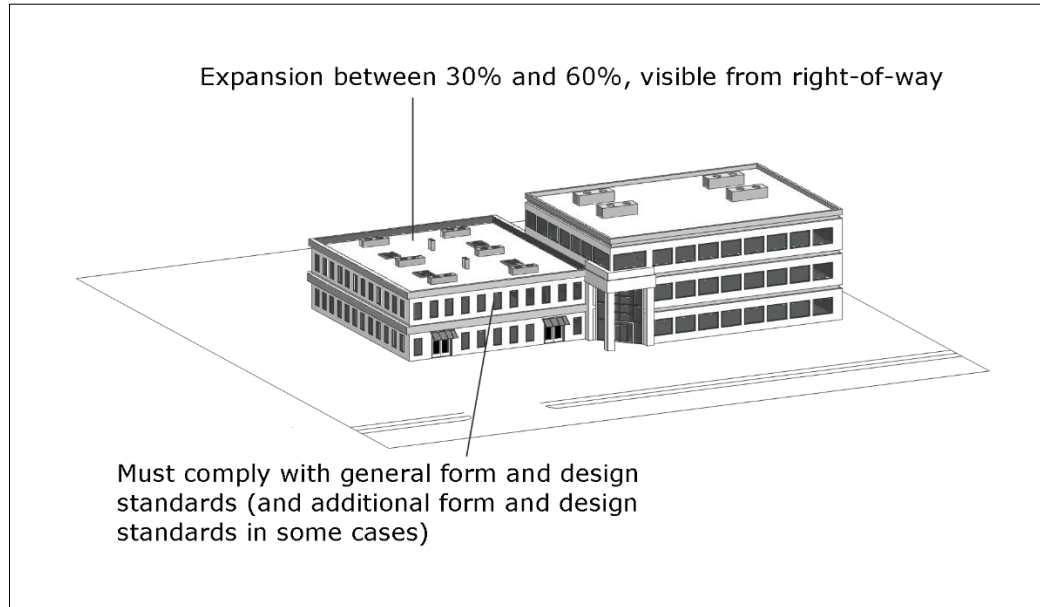 Expansion between 30% and 60%, visible from right-of-way
Must comply with general form and design
standards (and additional form and design
standards in some cases)